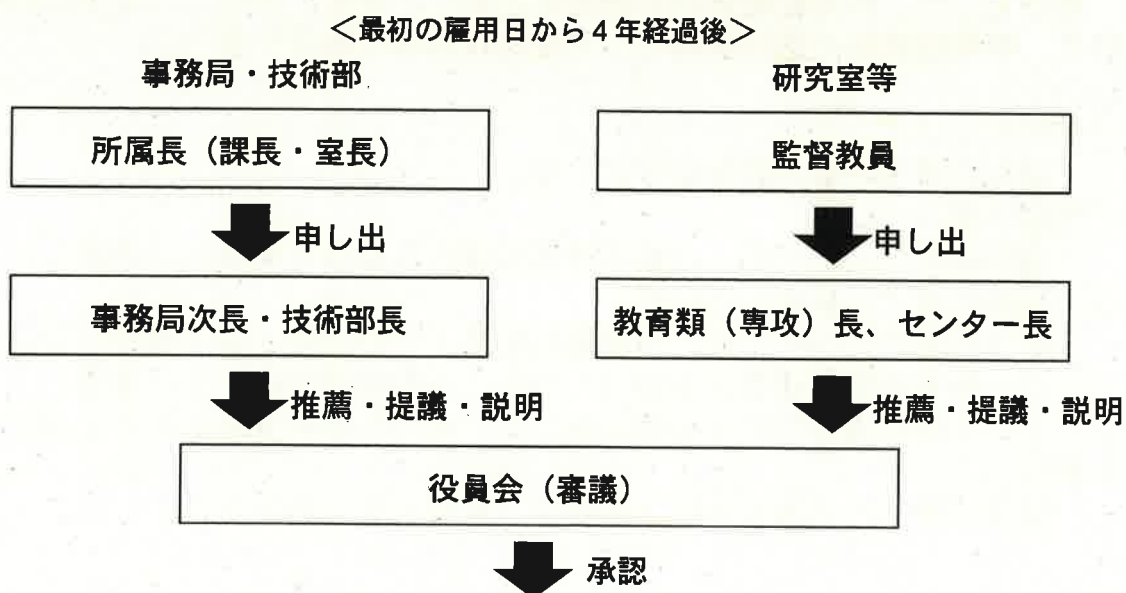 ＜最初の雇用日から４年経過後＞
事務局・技術部
研究室等
所属長（課長・室長）
監督教員
申し出
申し出
事務局次長・技術部長
教育類（専攻）長、センター長
推薦・提議・説明
推薦・提議・説明
役員会（審議）
承認